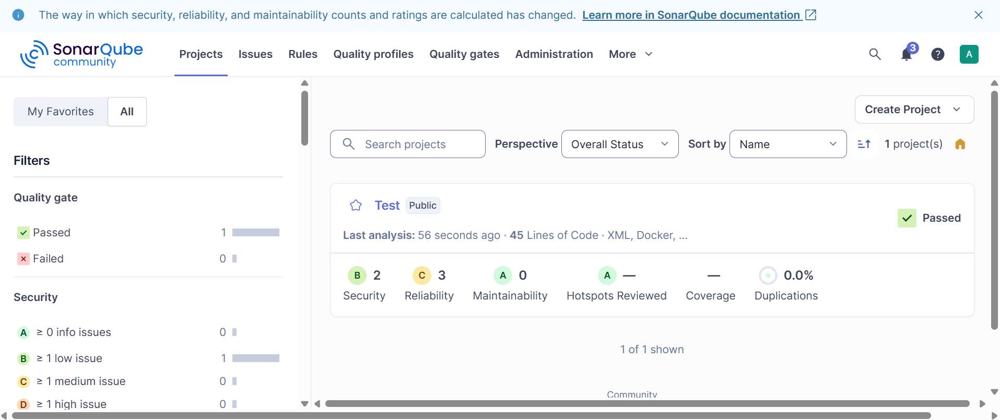 The way in which security, reliability, and maintainability counts and ratings are calculated has changed. Learn more in SonarQube documentation
SonarQube
community
Projects Issues Rules Quality profiles Quality gates Administration More
3
?
A
My Favorites All
Filters
Quality gate
Passed 1
Failed 0
Security
A ≥ 0 info issues 0
B ≥ 1 low issue 1
C ≥ 1 medium issue 0
D ≥ 1 high issue 0
Create Project
Search projects Perspective Overall Status Sort by Name 1 project(s)
Test Public
Passed
Last analysis: 56 seconds ago • 45 Lines of Code • XML, Docker, ...
B 2 C 3 A 0 A — — 0.0%
Security Reliability Maintainability Hotspots Reviewed Coverage Duplications
1 of 1 shown
Community